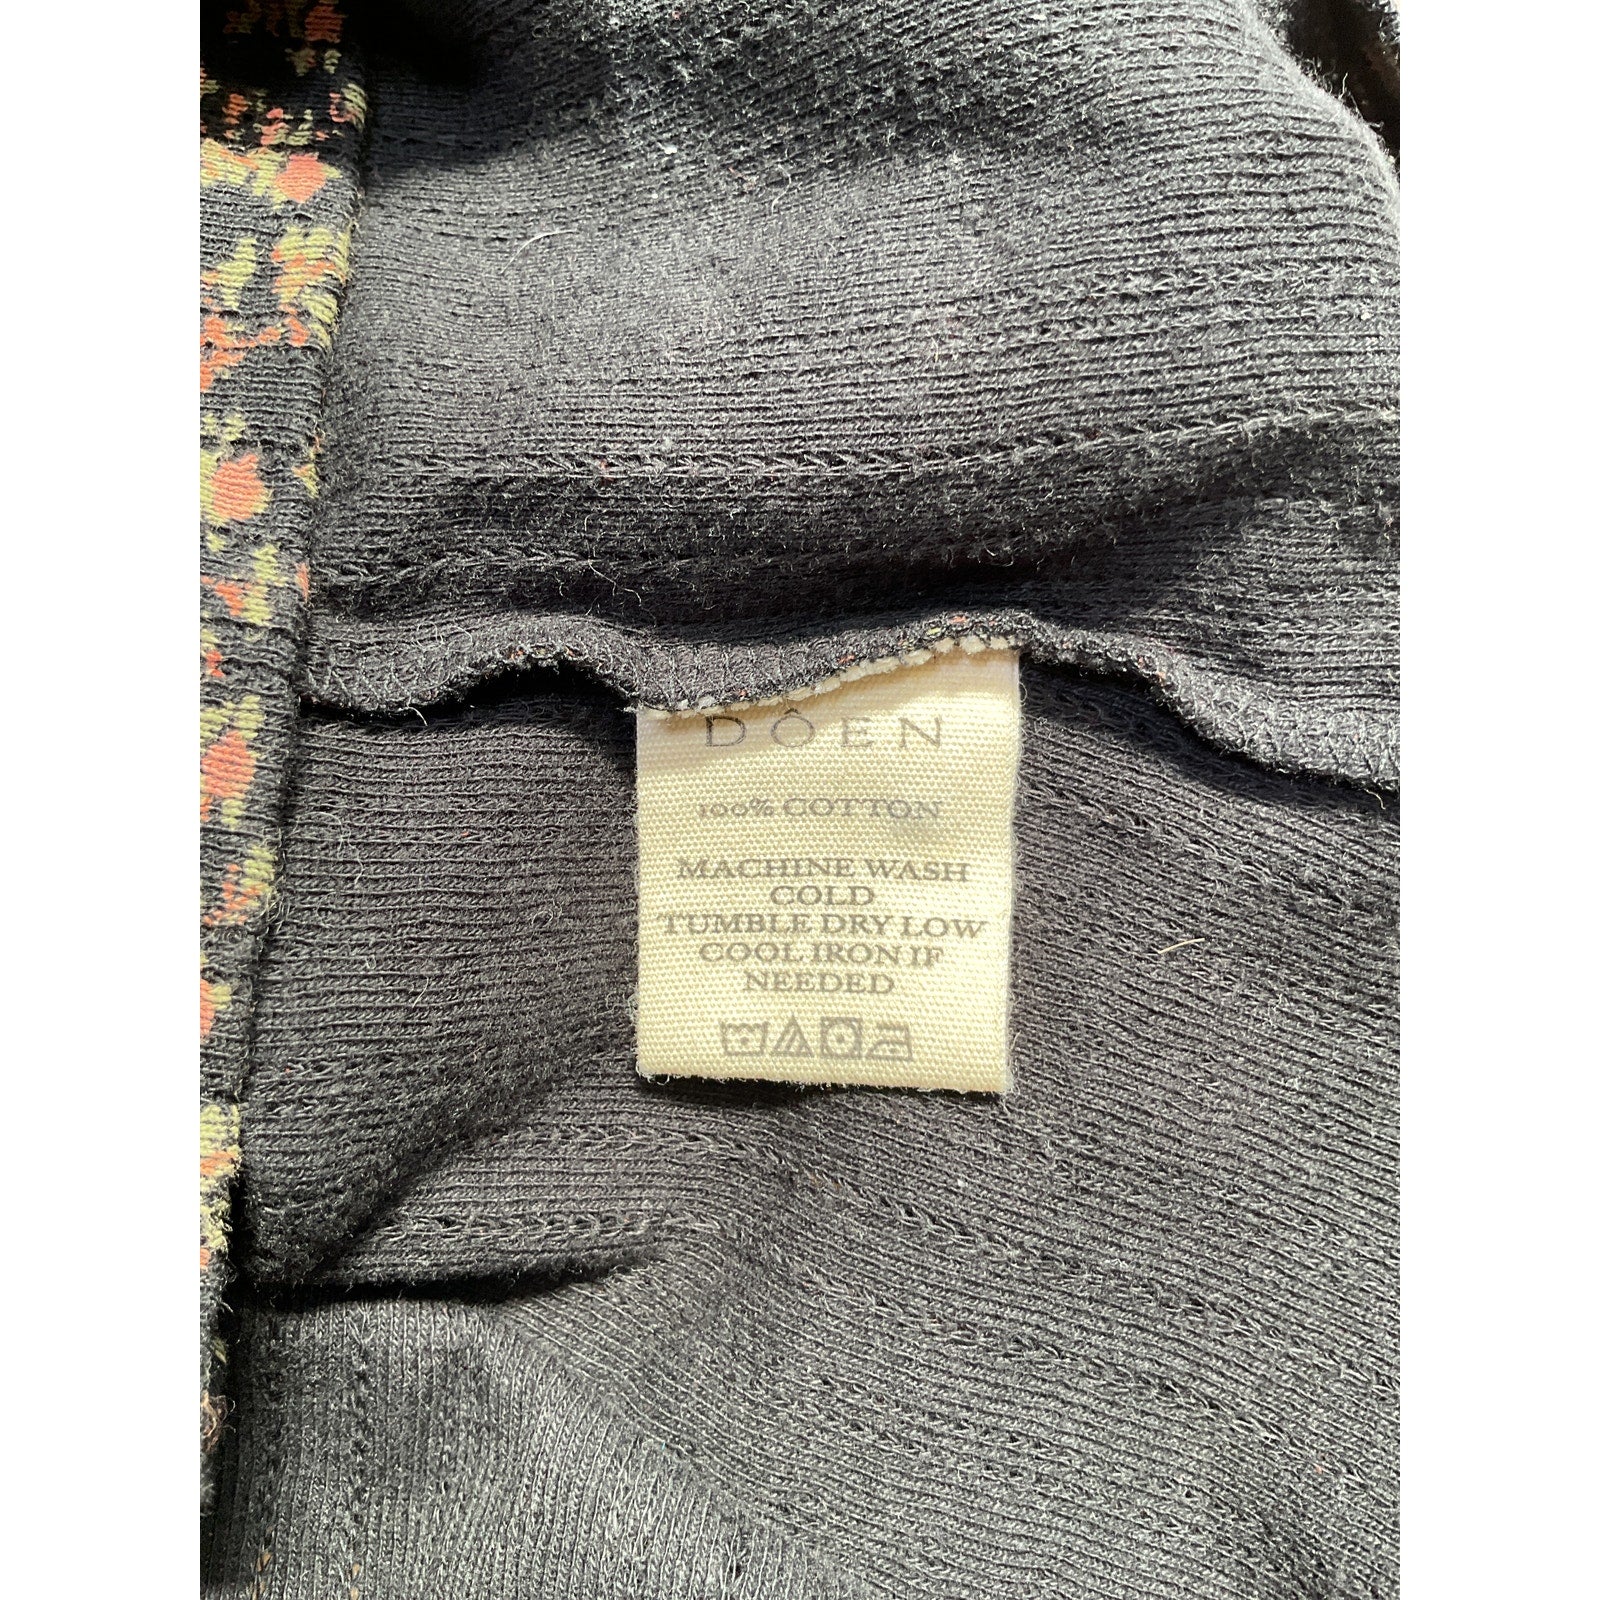 DÔEN
100% COTTON
MACHINE WASH
COLD
TUMBLE DRY LOW
COOL IRON IF
NEEDED